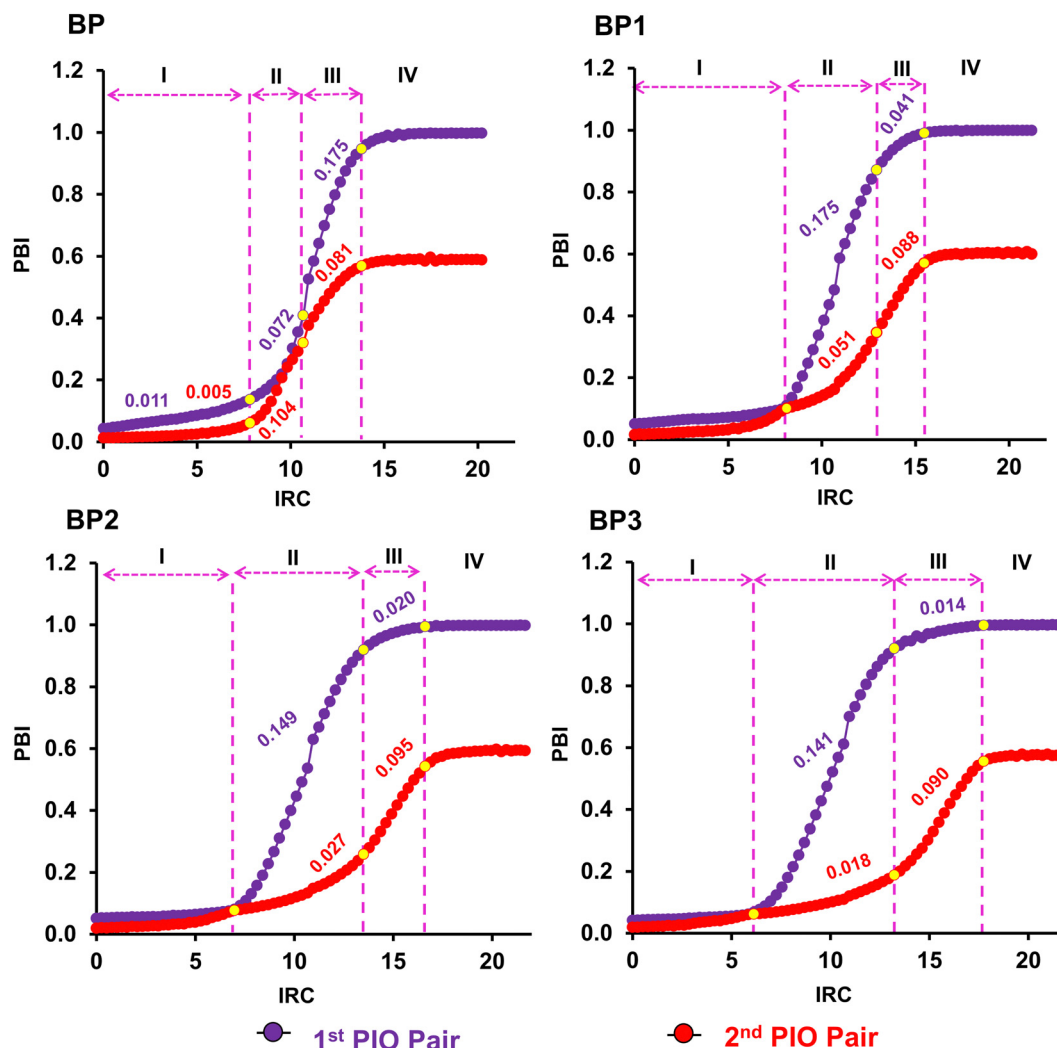 BP
I II III IV
1.2
1.0
0.8
0.6
0.4
0.2
0.0
PBI
0.011
0.005
0.072
0.104
0.175
0.081
0 5 10 15 20
IRC
BP1
I II III IV
1.2
1.0
0.8
0.6
0.4
0.2
0.0
PBI
0.175
0.041
0.051
0.088
0 5 10 15 20
IRC
BP2
I II III IV
1.2
1.0
0.8
0.6
0.4
0.2
0.0
PBI
0.149
0.020
0.027
0.095
0 5 10 15 20
IRC
BP3
I II III IV
1.2
1.0
0.8
0.6
0.4
0.2
0.0
PBI
0.141
0.014
0.018
0.090
0 5 10 15 20
IRC
1st PIO Pair
2nd PIO Pair